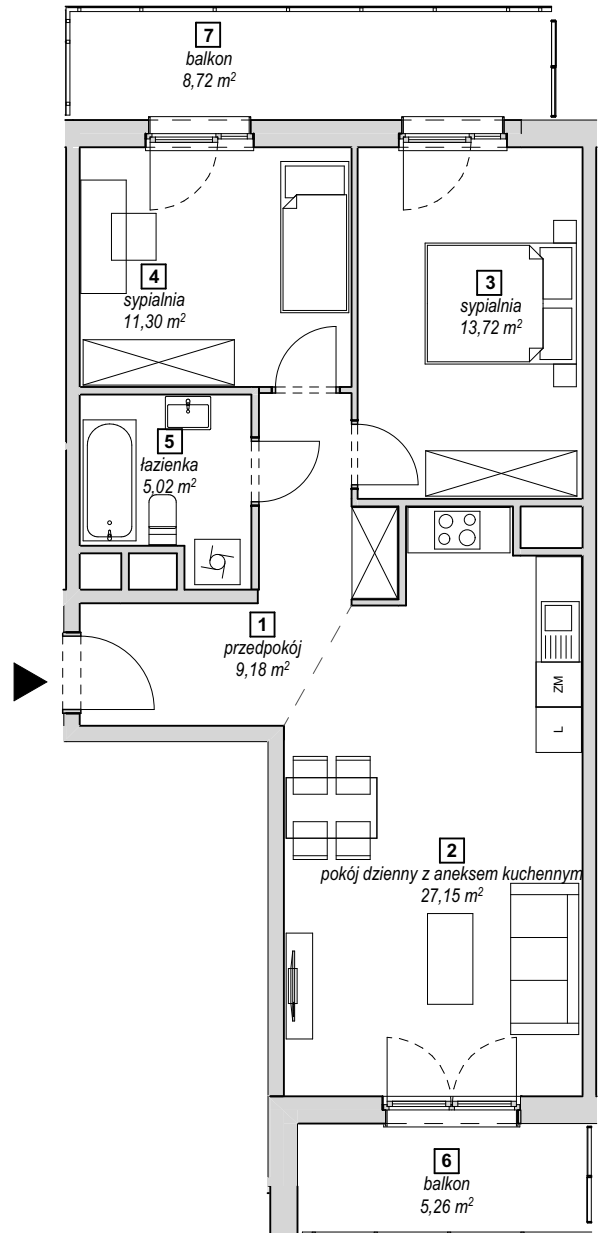 7
balkon
8,72 m²
4
sypialnia
11,30 m²
3
sypialnia
13,72 m²
5
łazienka
5,02 m²
1
przedpokój
9,18 m²
ZM
L
2
pokój dzienny z aneksem kuchennym
27,15 m²
6
balkon
5,26 m²